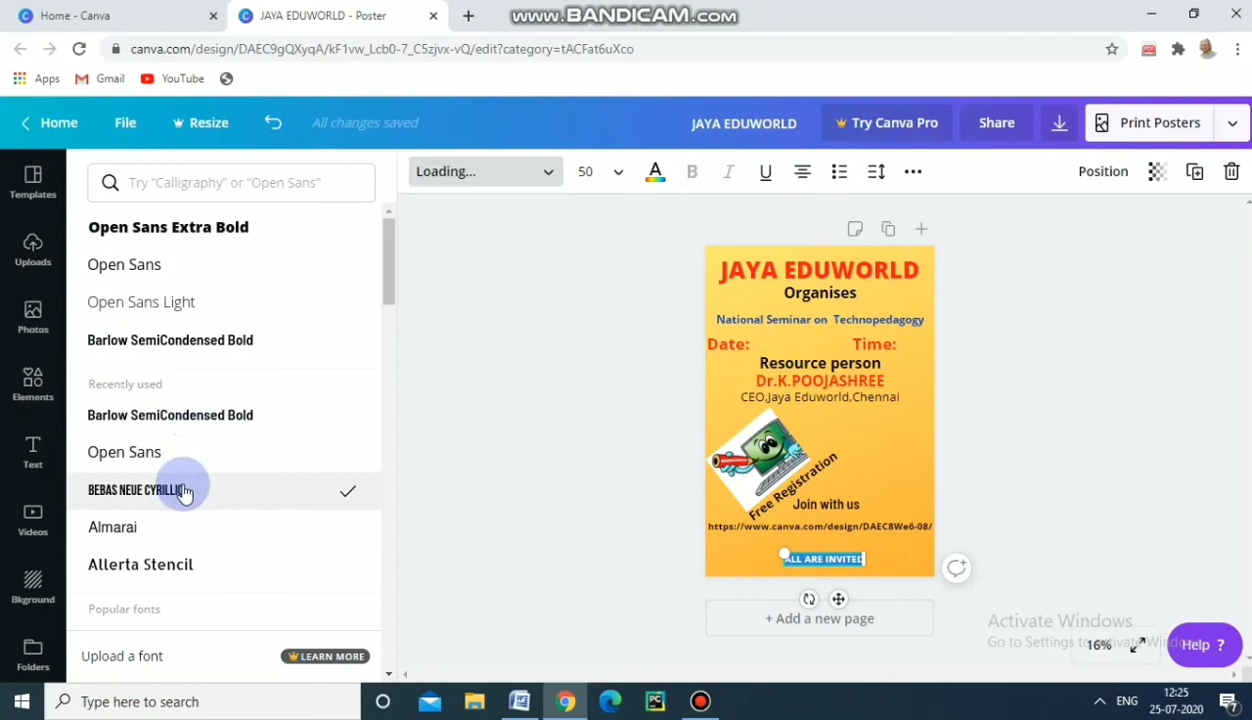 Home - Canva
JAYA EDUWORLD - Poster
www.BANDICAM.com
canva.com/design/DAEC9gQXyqA/kF1vw_Lcb0-7_C5zjvx-vQ/edit?category=tACFat6uXco
Apps
Gmail
YouTube
Home
File
Resize
All changes saved
JAYA EDUWORLD
Try Canva Pro
Share
Print Posters
Templates
Uploads
Photos
Elements
Text
Videos
Bkground
Folders
Try “Calligraphy” or “Open Sans”
Open Sans Extra Bold
Open Sans
Open Sans Light
Barlow SemiCondensed Bold
Recently used
Barlow SemiCondensed Bold
Open Sans
BEBAS NEUE CYRILLIC
Almarai
Allerta Stencil
Popular fonts
Upload a font
LEARN MORE
Loading...
50
A
B
I
U
Position
JAYA EDUWORLD
Organises
National Seminar on Technopedagogy
Date: Time:
Resource person
Dr.K.POOJASHREE
CEO,Jaya Eduworld,Chennai
Free Registration
Join with us
https://www.canva.com/design/DAEC8We6-08/
ALL ARE INVITED
+ Add a new page
Activate Windows
Go to Settings to activate Windows.
16%
Help ?
Type here to search
ENG
12:25
25-07-2020
7